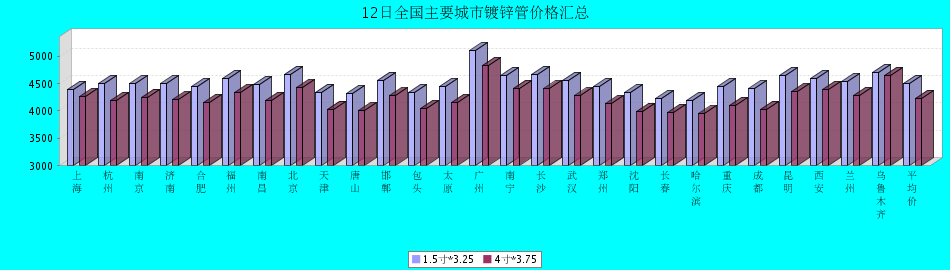 12日全国主要城市镀锌管价格汇总
5000
4500
4000
3500
3000
上海
杭州
南京
济南
合肥
福州
南昌
北京
天津
唐山
邯郸
包头
太原
广州
南宁
长沙
武汉
郑州
沈阳
长春
哈尔滨
重庆
成都
昆明
西安
兰州
乌鲁木齐
平均价
1.5寸*3.25
4寸*3.75